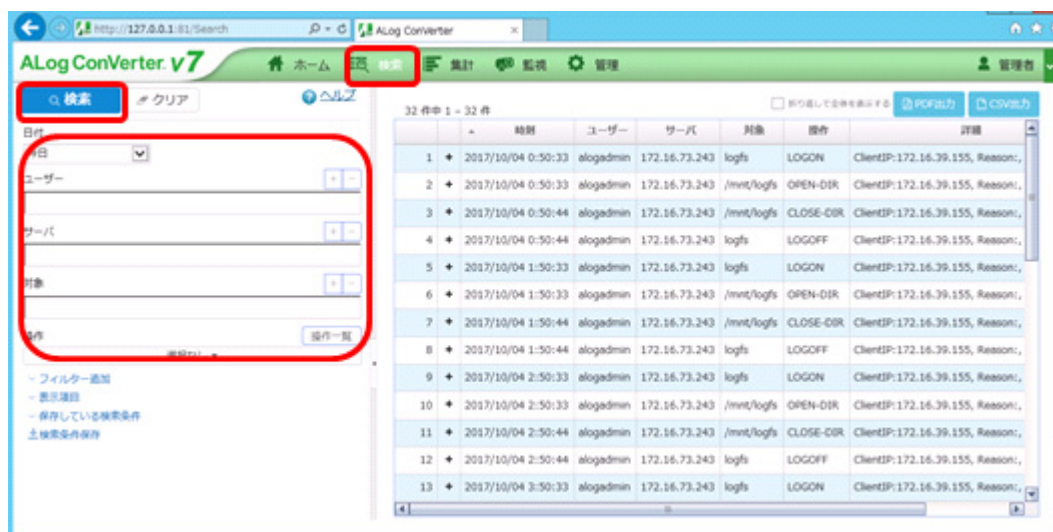 http://127.0.0.1:81/Search
ALog ConVerter
ALog ConVerter. V7
ホーム
検索
集計
監視
管理
管理者
検索
クリア
ヘルプ
32 件中 1 - 32 件
折り返して全体を表示する
PDF出力
CSV出力
日付
今日
ユーザー
サーバ
対象
操作
操作一覧
選択なし
フィルター追加
表示項目
保存している検索条件
検索条件保存
時刻 ユーザー サーバ 対象 操作 詳細
1 + 2017/10/04 0:50:33 alogadmin 172.16.73.243 logfs LOGON ClientIP:172.16.39.155, Reason:,
2 + 2017/10/04 0:50:33 alogadmin 172.16.73.243 /mnt/logfs OPEN-DIR ClientIP:172.16.39.155, Reason:,
3 + 2017/10/04 0:50:44 alogadmin 172.16.73.243 /mnt/logfs CLOSE-DIR ClientIP:172.16.39.155, Reason:,
4 + 2017/10/04 0:50:44 alogadmin 172.16.73.243 logfs LOGOFF ClientIP:172.16.39.155, Reason:,
5 + 2017/10/04 1:50:33 alogadmin 172.16.73.243 logfs LOGON ClientIP:172.16.39.155, Reason:,
6 + 2017/10/04 1:50:33 alogadmin 172.16.73.243 /mnt/logfs OPEN-DIR ClientIP:172.16.39.155, Reason:,
7 + 2017/10/04 1:50:44 alogadmin 172.16.73.243 /mnt/logfs CLOSE-DIR ClientIP:172.16.39.155, Reason:,
8 + 2017/10/04 1:50:44 alogadmin 172.16.73.243 logfs LOGOFF ClientIP:172.16.39.155, Reason:,
9 + 2017/10/04 2:50:33 alogadmin 172.16.73.243 logfs LOGON ClientIP:172.16.39.155, Reason:,
10 + 2017/10/04 2:50:33 alogadmin 172.16.73.243 /mnt/logfs OPEN-DIR ClientIP:172.16.39.155, Reason:,
11 + 2017/10/04 2:50:44 alogadmin 172.16.73.243 /mnt/logfs CLOSE-DIR ClientIP:172.16.39.155, Reason:,
12 + 2017/10/04 2:50:44 alogadmin 172.16.73.243 logfs LOGOFF ClientIP:172.16.39.155, Reason:,
13 + 2017/10/04 3:50:33 alogadmin 172.16.73.243 logfs LOGON ClientIP:172.16.39.155, Reason:,